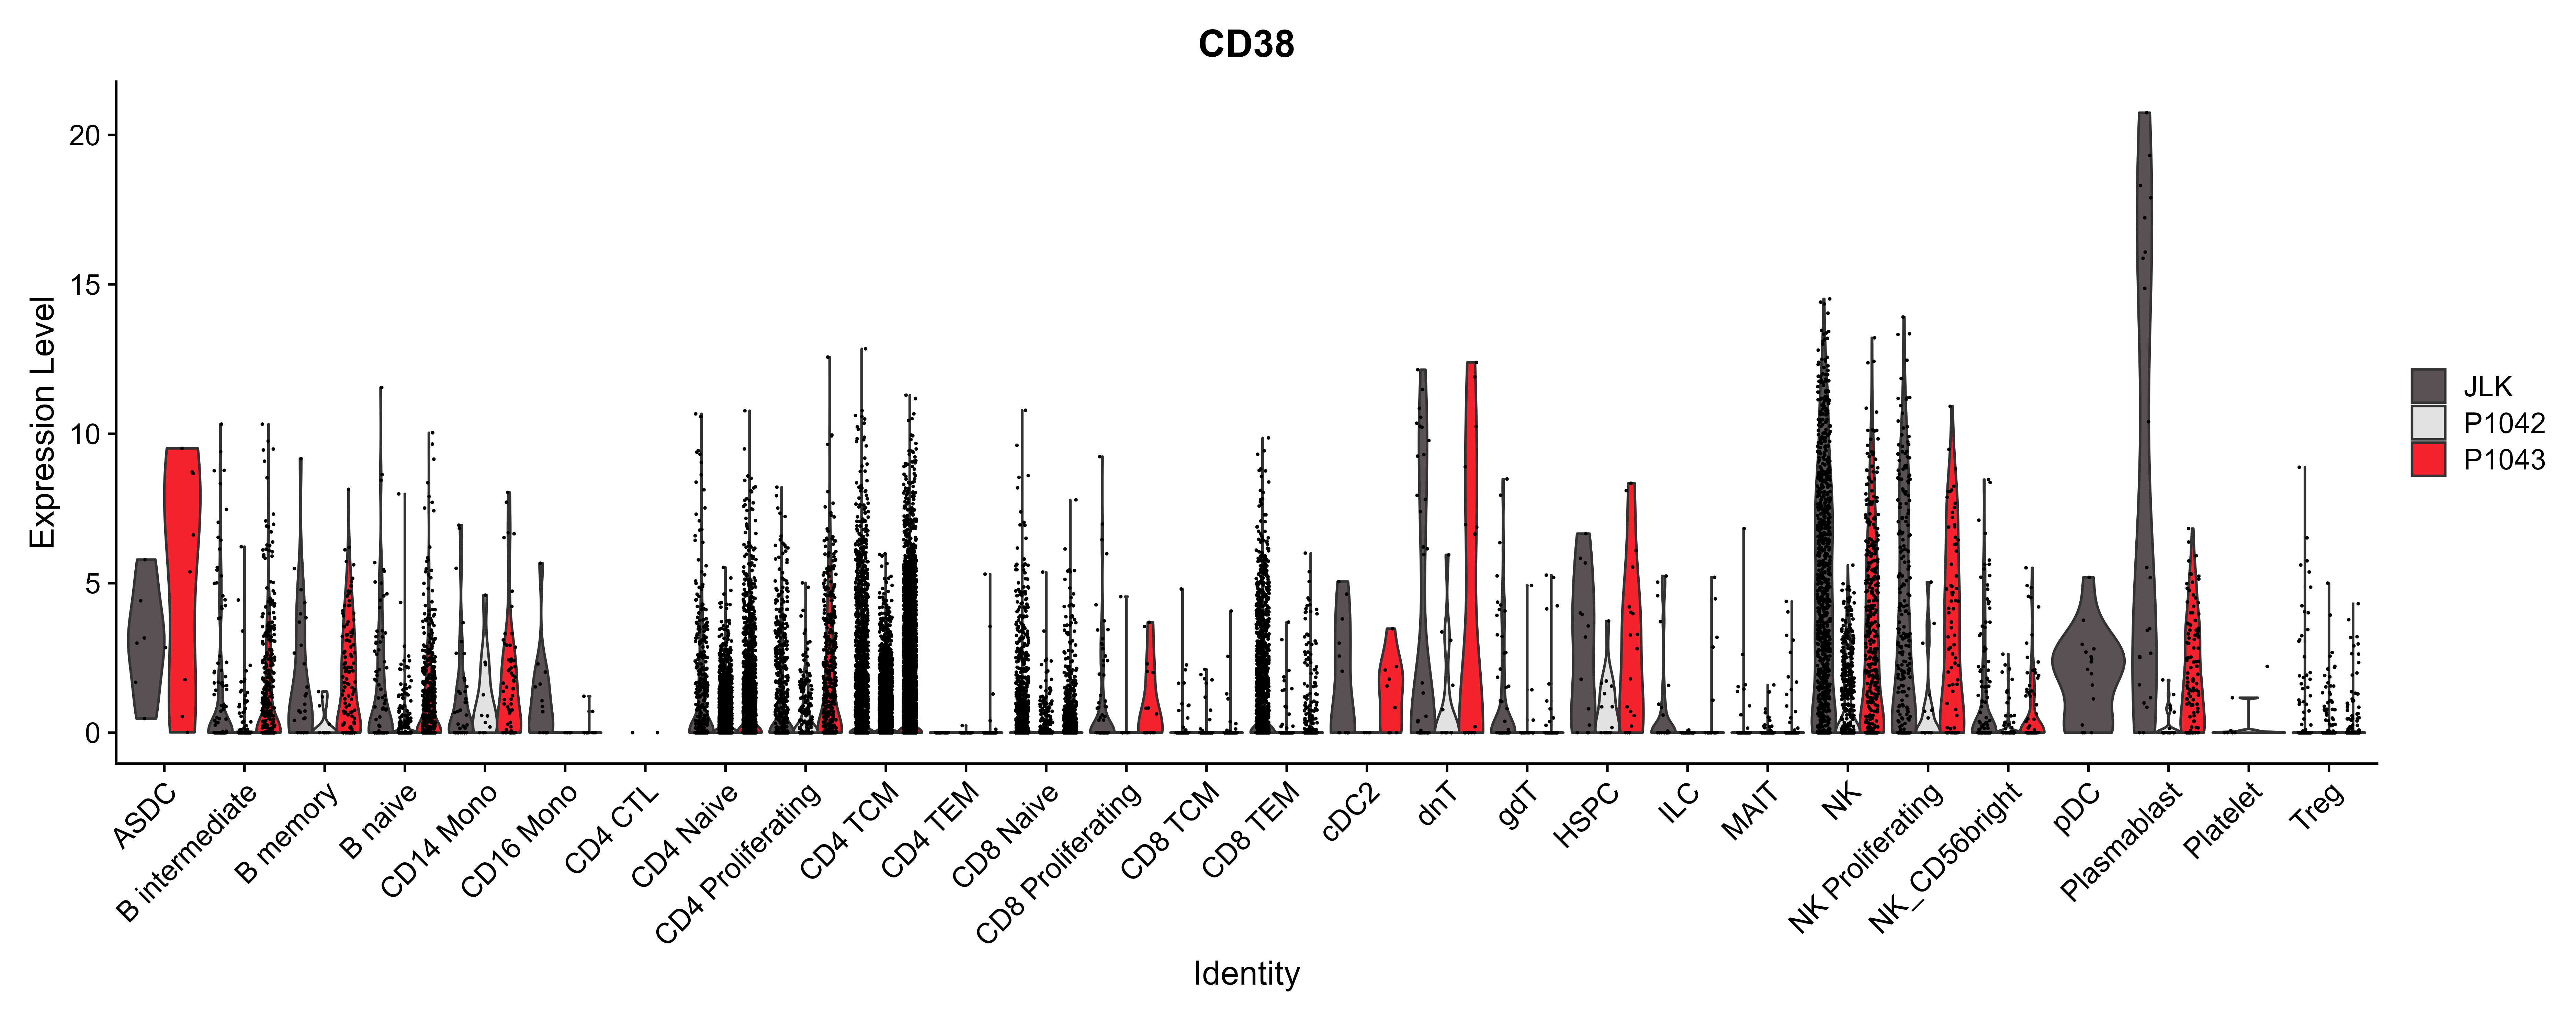 CD38
Expression Level
20
15
10
5
0
ASDC
B intermediate
B memory
B naive
CD14 Mono
CD16 Mono
CD4 CTL
CD4 Naive
CD4 Proliferating
CD4 TCM
CD4 TEM
CD8 Naive
CD8 Proliferating
CD8 TCM
CD8 TEM
cDC2
dnT
gdT
HSPC
ILC
MAIT
NK
NK Proliferating
NK_CD56bright
pDC
Plasmablast
Platelet
Treg
Identity
JLK
P1042
P1043